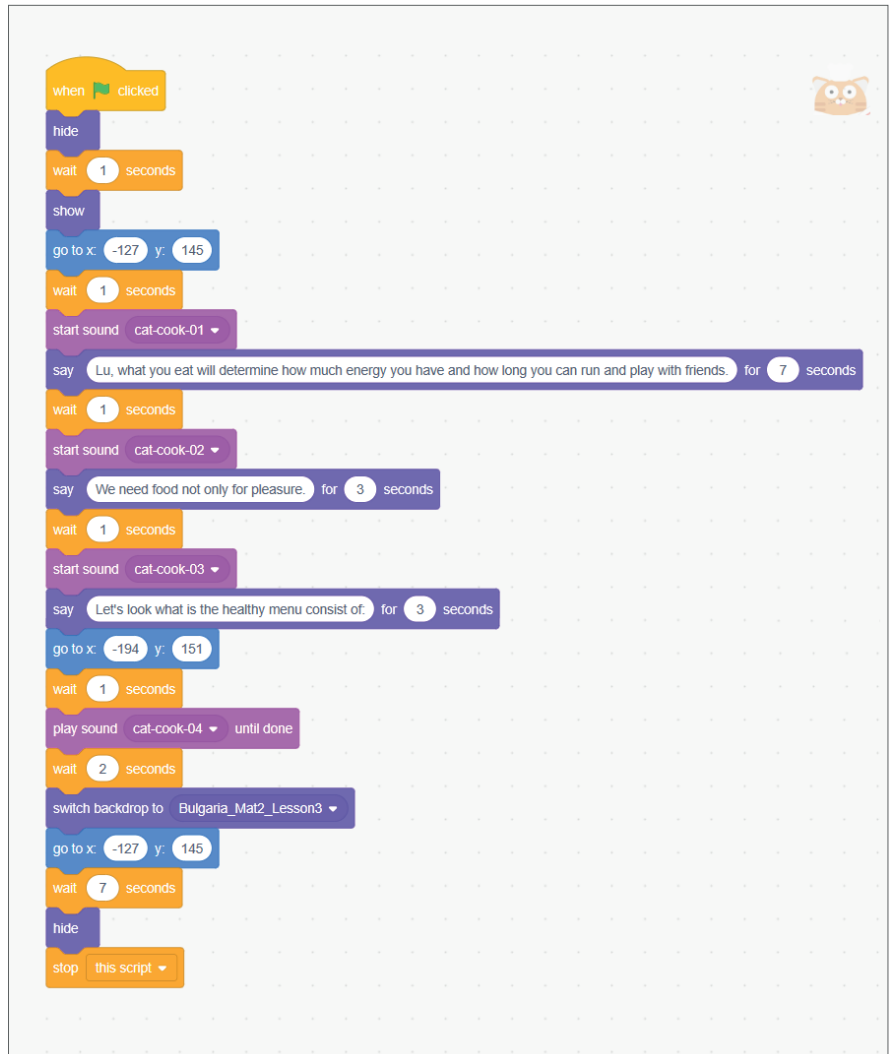 when clicked
hide
wait 1 seconds
show
go to x: -127 y: 145
wait 1 seconds
start sound cat-cook-01
say Lu, what you eat will determine how much energy you have and how long you can run and play with friends. for 7 seconds
wait 1 seconds
start sound cat-cook-02
say We need food not only for pleasure. for 3 seconds
wait 1 seconds
start sound cat-cook-03
say Let's look what is the healthy menu consist of: for 3 seconds
go to x: -194 y: 151
wait 1 seconds
play sound cat-cook-04 until done
wait 2 seconds
switch backdrop to Bulgaria_Mat2_Lesson3
go to x: -127 y: 145
wait 7 seconds
hide
stop this script